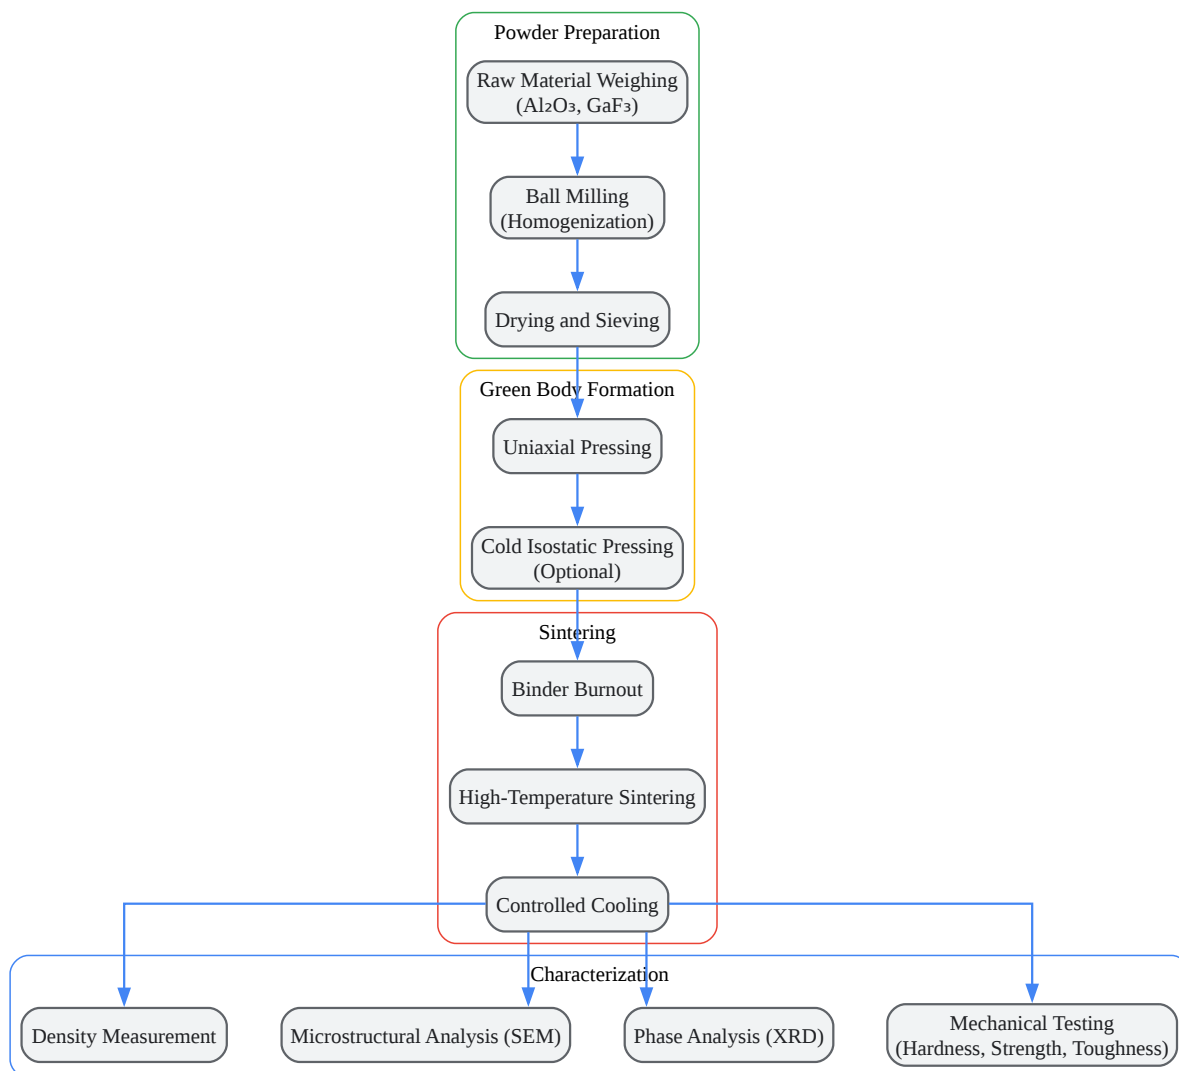 Powder Preparation
Raw Material Weighing
(Al₂O₃, GaF₃)
Ball Milling
(Homogenization)
Drying and Sieving
Green Body Formation
Uniaxial Pressing
Cold Isostatic Pressing
(Optional)
Sintering
Binder Burnout
High-Temperature Sintering
Controlled Cooling
Characterization
Density Measurement
Microstructural Analysis (SEM)
Phase Analysis (XRD)
Mechanical Testing
(Hardness, Strength, Toughness)